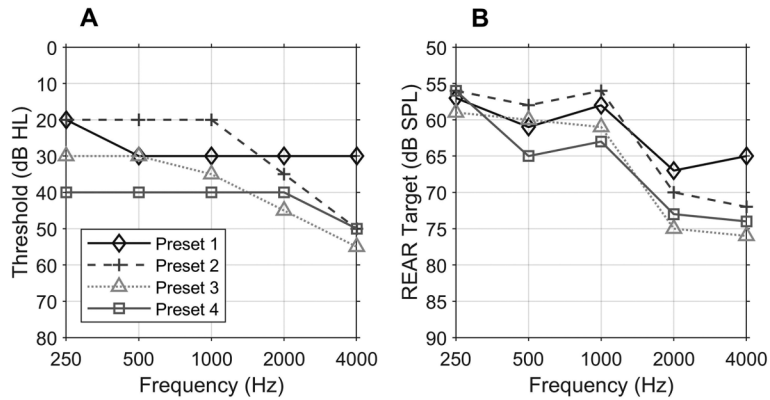 A
B
Threshold (dB HL)
0
10
20
30
40
50
60
70
80
250 500 1000 2000 4000
Frequency (Hz)
Preset 1
Preset 2
Preset 3
Preset 4
REAR Target (dB SPL)
50
55
60
65
70
75
80
85
90
250 500 1000 2000 4000
Frequency (Hz)